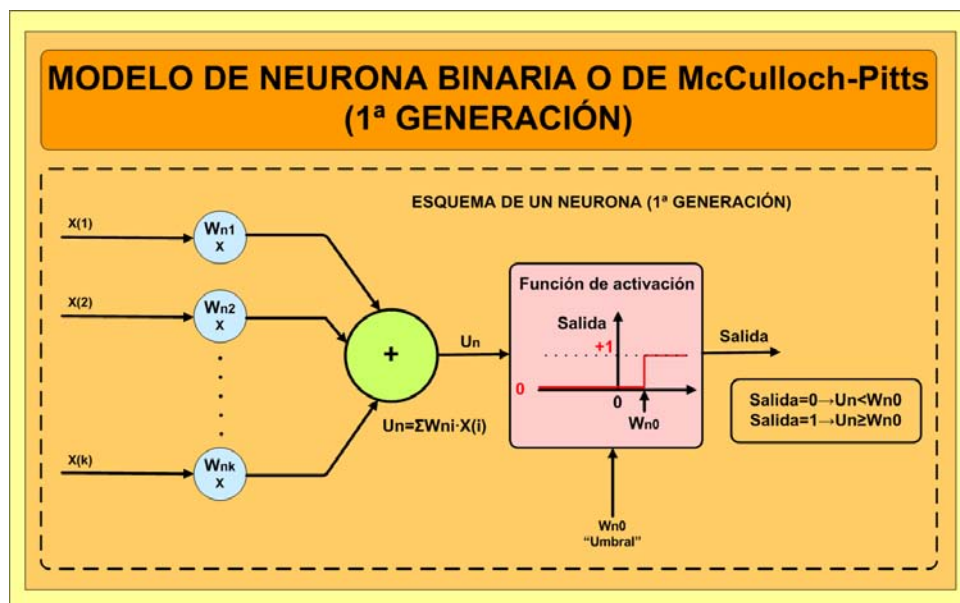 MODELO DE NEURONA BINARIA O DE McCulloch-Pitts
(1ª GENERACIÓN)
ESQUEMA DE UN NEURONA (1ª GENERACIÓN)
X(1)
Wn1
X
X(2)
Wn2
X
X(k)
Wnk
X
+
Un
Un=ΣWni·X(i)
Función de activación
Salida
+1
0
0
Wn0
Wn0
“Umbral”
Salida
Salida=0→Un<Wn0
Salida=1→Un≥Wn0